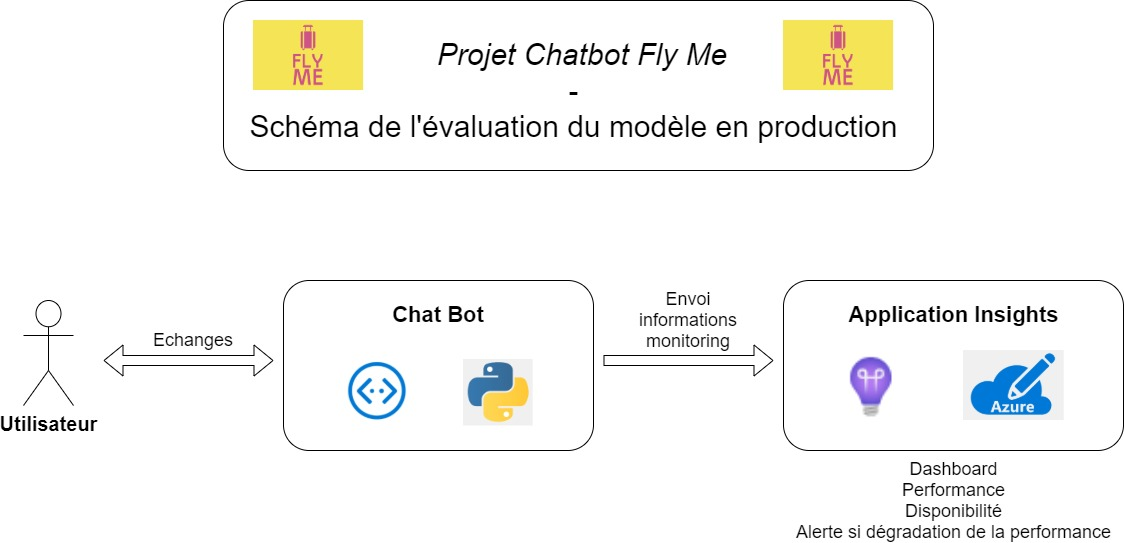 FLY
ME
Projet Chatbot Fly Me
FLY
ME
-
Schéma de l'évaluation du modèle en production
Utilisateur
Echanges
Chat Bot
Envoi
informations
monitoring
Application Insights
Azure
Dashboard
Performance
Disponibilité
Alerte si dégradation de la performance